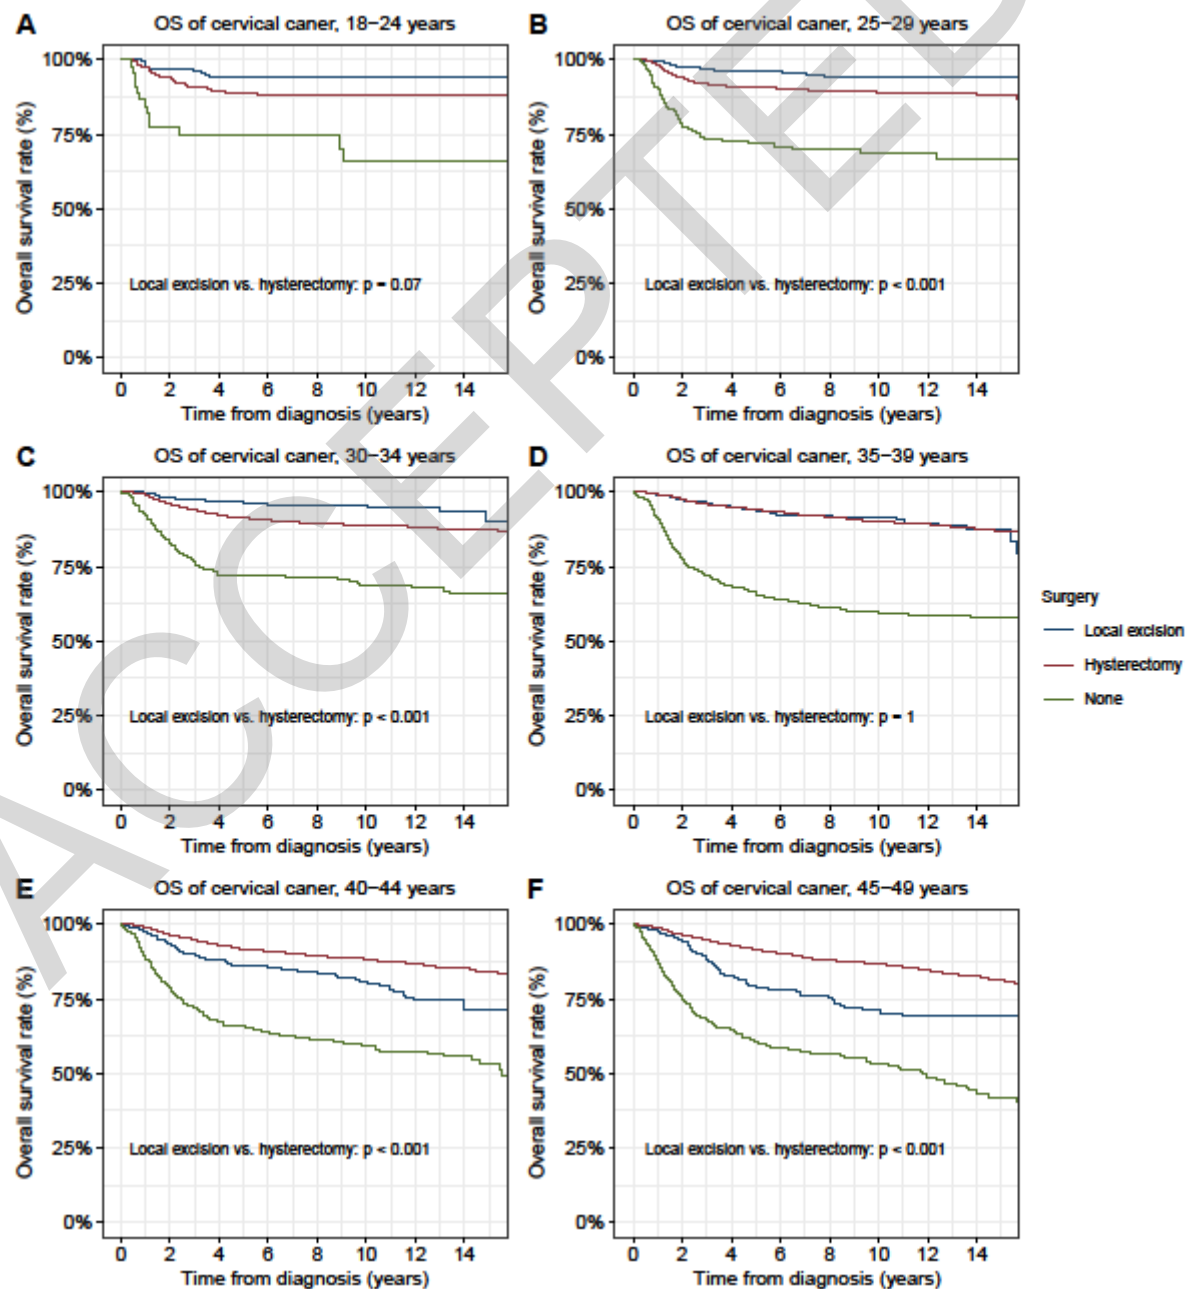 A OS of cervical caner, 18−24 years
Overall survival rate (%)
100%
75%
50%
25%
0%
Local excision vs. hysterectomy: p = 0.07
0 2 4 6 8 10 12 14
Time from diagnosis (years)
B OS of cervical caner, 25−29 years
Overall survival rate (%)
100%
75%
50%
25%
0%
Local excision vs. hysterectomy: p < 0.001
0 2 4 6 8 10 12 14
Time from diagnosis (years)
C OS of cervical caner, 30−34 years
Overall survival rate (%)
100%
75%
50%
25%
0%
Local excision vs. hysterectomy: p < 0.001
0 2 4 6 8 10 12 14
Time from diagnosis (years)
D OS of cervical caner, 35−39 years
Overall survival rate (%)
100%
75%
50%
25%
0%
Local excision vs. hysterectomy: p = 1
0 2 4 6 8 10 12 14
Time from diagnosis (years)
Surgery
Local excision
Hysterectomy
None
E OS of cervical caner, 40−44 years
Overall survival rate (%)
100%
75%
50%
25%
0%
Local excision vs. hysterectomy: p < 0.001
0 2 4 6 8 10 12 14
Time from diagnosis (years)
F OS of cervical caner, 45−49 years
Overall survival rate (%)
100%
75%
50%
25%
0%
Local excision vs. hysterectomy: p < 0.001
0 2 4 6 8 10 12 14
Time from diagnosis (years)
ACCEPTED